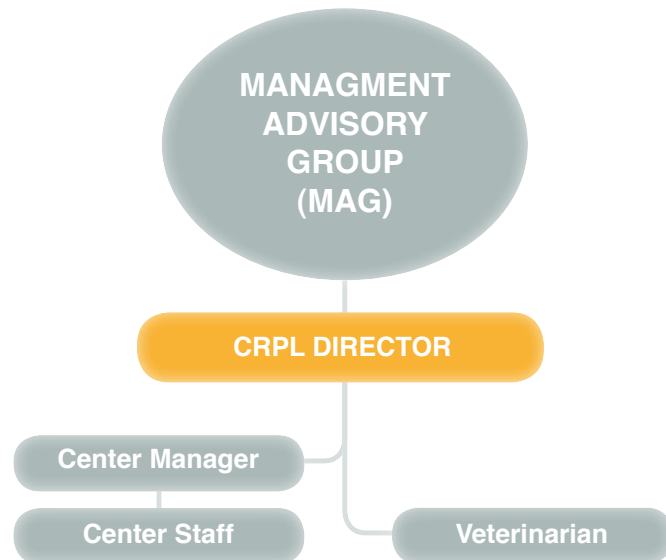 MANAGMENT
ADVISORY
GROUP
(MAG)
CRPL DIRECTOR
Center Manager
Center Staff
Veterinarian